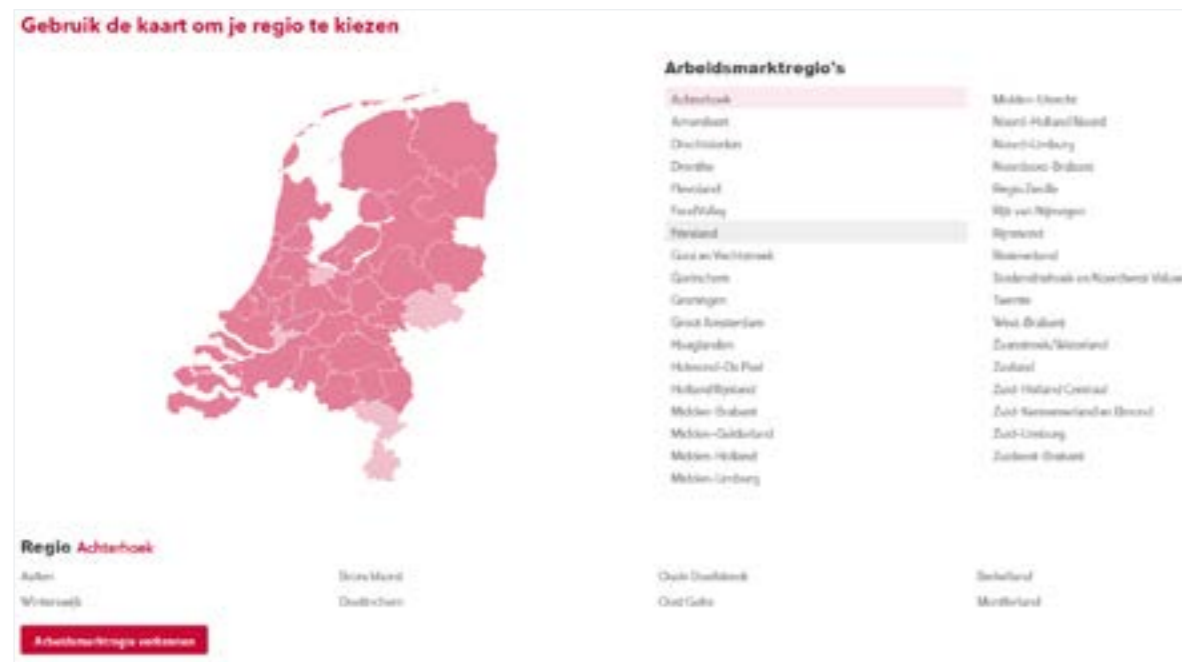 Gebruik de kaart om je regio te kiezen
Arbeidsmarktregio's
Achterhoek
Amersfoort
Drechtsteden
Drenthe
Flevoland
FoodValley
Friesland
Gooi en Vechtstreek
Gorinchem
Groningen
Groot Amsterdam
Haaglanden
Helmond-De Peel
Holland Rijnland
Midden-Brabant
Midden-Gelderland
Midden-Holland
Midden-Limburg
Midden-Utrecht
Noord-Holland Noord
Noord-Limburg
Noordoost-Brabant
Regio Zwolle
Rijk van Nijmegen
Rijnmond
Rivierenland
Stedendriehoek en Noordwest Veluwe
Twente
West-Brabant
Zaanstreek/Waterland
Zeeland
Zuid-Holland Centraal
Zuid-Kennemerland en IJmond
Zuid-Limburg
Zuidoost-Brabant
Regio Achterhoek
Aalten
Bronckhorst
Oude IJsselstreek
Berkelland
Winterswijk
Doetinchem
Oost Gelre
Montferland
Arbeidsmarktregio verkennen